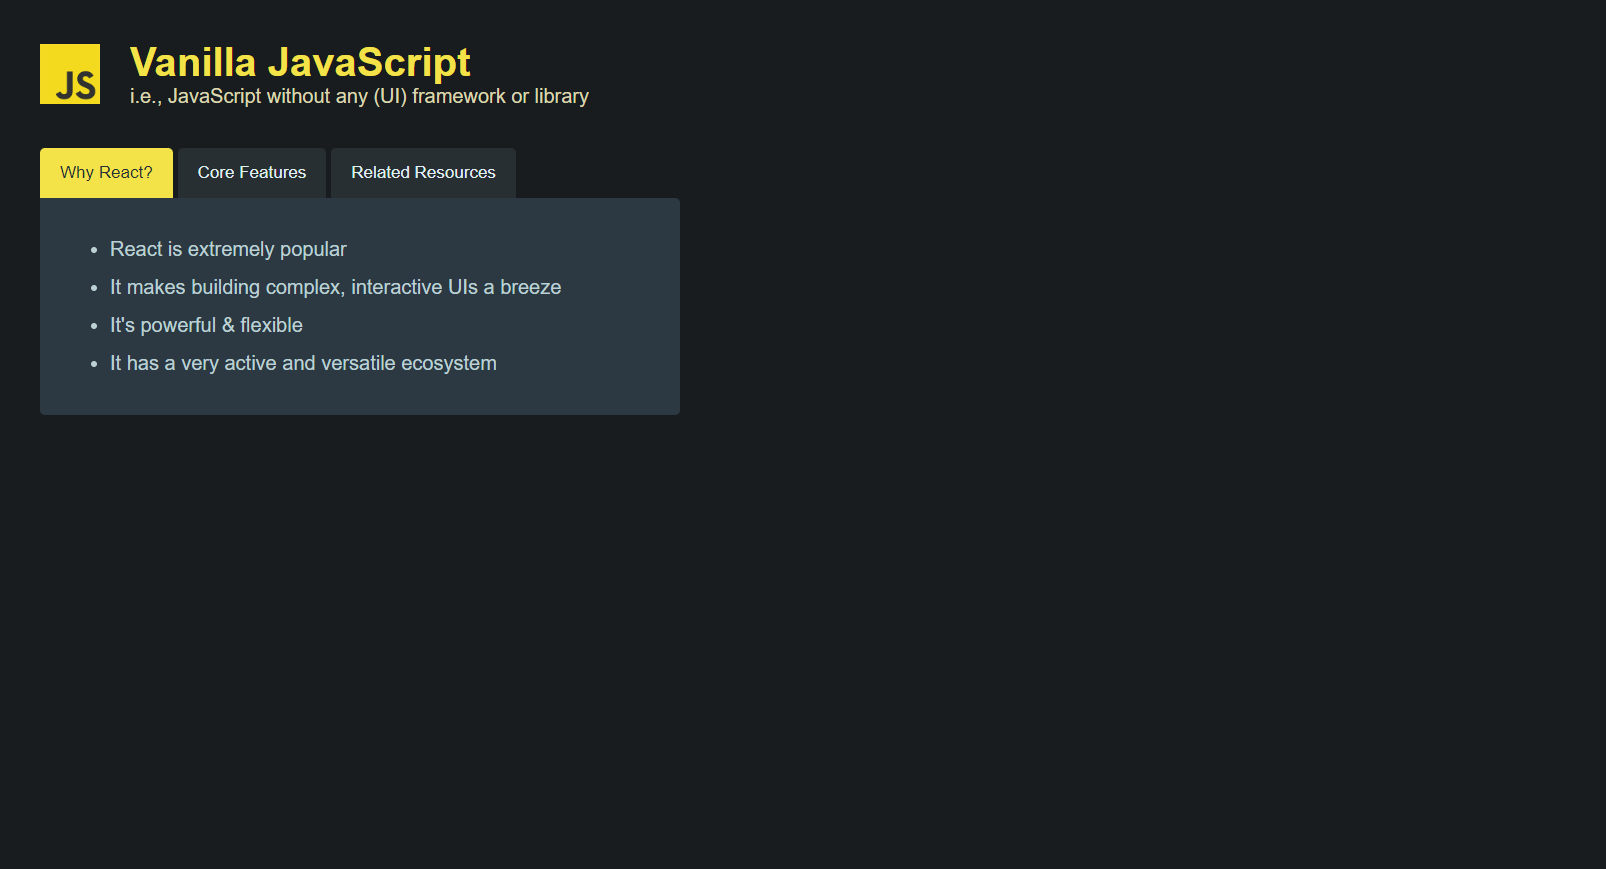 JS
Vanilla JavaScript
i.e., JavaScript without any (UI) framework or library
Why React? Core Features Related Resources
• React is extremely popular
• It makes building complex, interactive UIs a breeze
• It's powerful & flexible
• It has a very active and versatile ecosystem